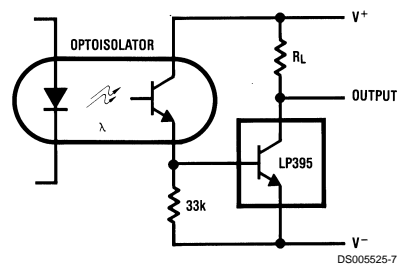 V+
OPTOISOLATOR
RL
OUTPUT
λ
LP395
33k
V−
DS005525-7